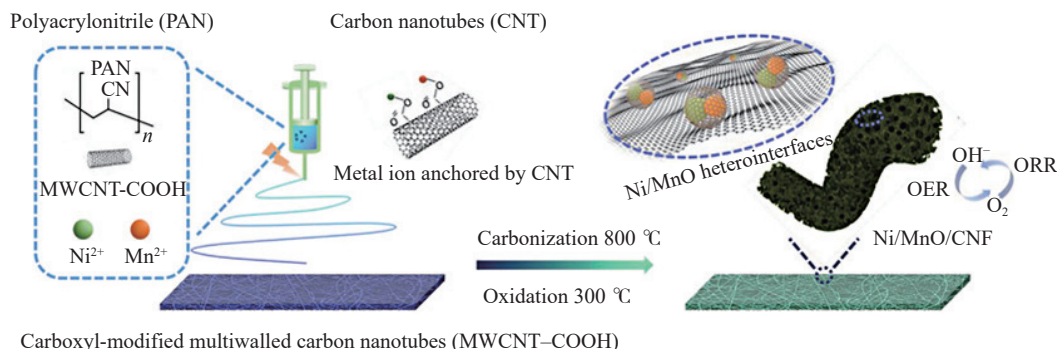 Polyacrylonitrile (PAN)
Carbon nanotubes (CNT)
PAN
CN
n
MWCNT-COOH
Ni²⁺
Mn²⁺
O
O
O
O
Metal ion anchored by CNT
Ni/MnO heterointerfaces
OH⁻
ORR
OER
O₂
Ni/MnO/CNF
Carbonization 800 ℃
Oxidation 300 ℃
Carboxyl-modified multiwalled carbon nanotubes (MWCNT–COOH)